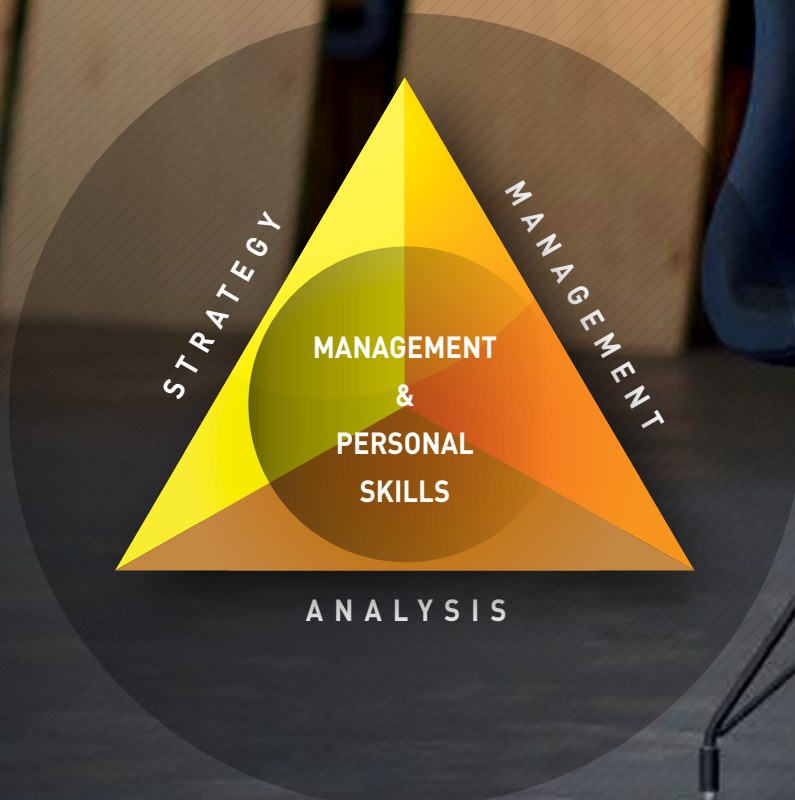 STRATEGY
MANAGEMENT
MANAGEMENT
&
PERSONAL
SKILLS
ANALYSIS